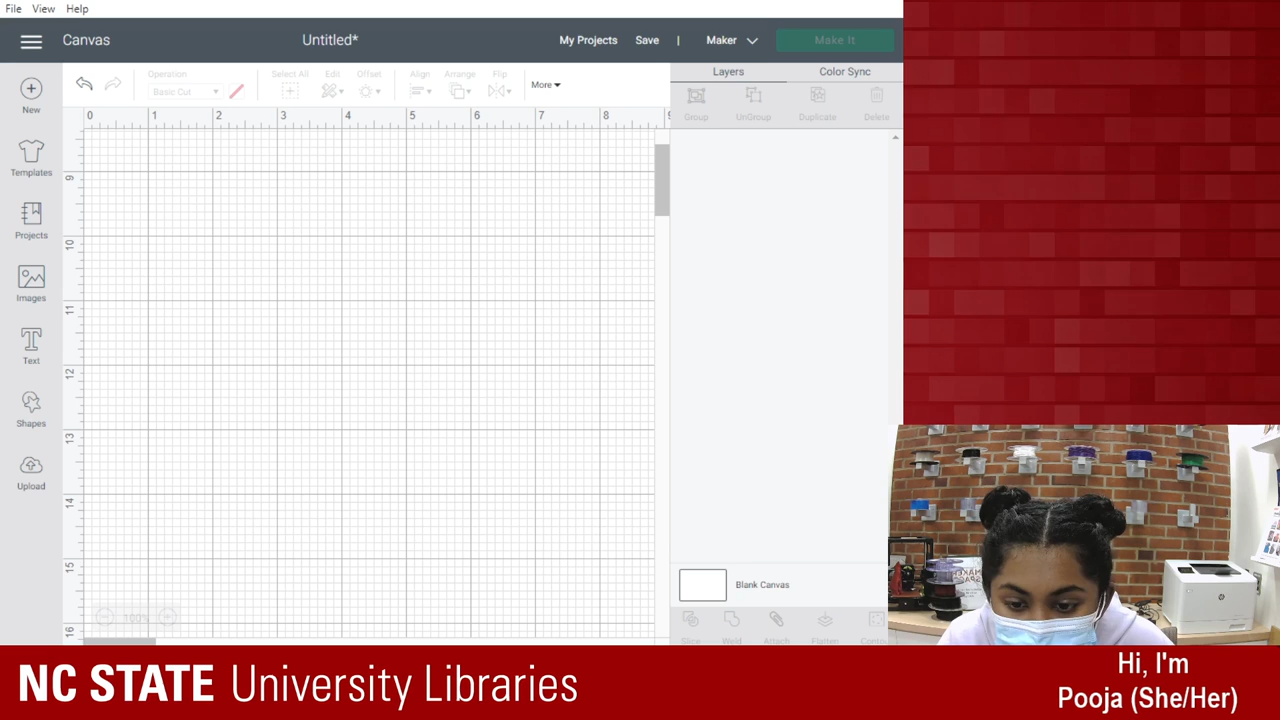 File View Help
Canvas Untitled* My Projects Save | Maker Make It
New
Templates
Projects
Images
Text
Shapes
Upload
Operation
Basic Cut
Select All Edit Offset Align Arrange Flip More
0 1 2 3 4 5 6 7 8 9
9
10
11
12
13
14
15
16
100%
Layers Color Sync
Group UnGroup Duplicate Delete
Blank Canvas
Slice Weld Attach Flatten
NC STATE University Libraries
Hi, I'm
Pooja (She/Her)